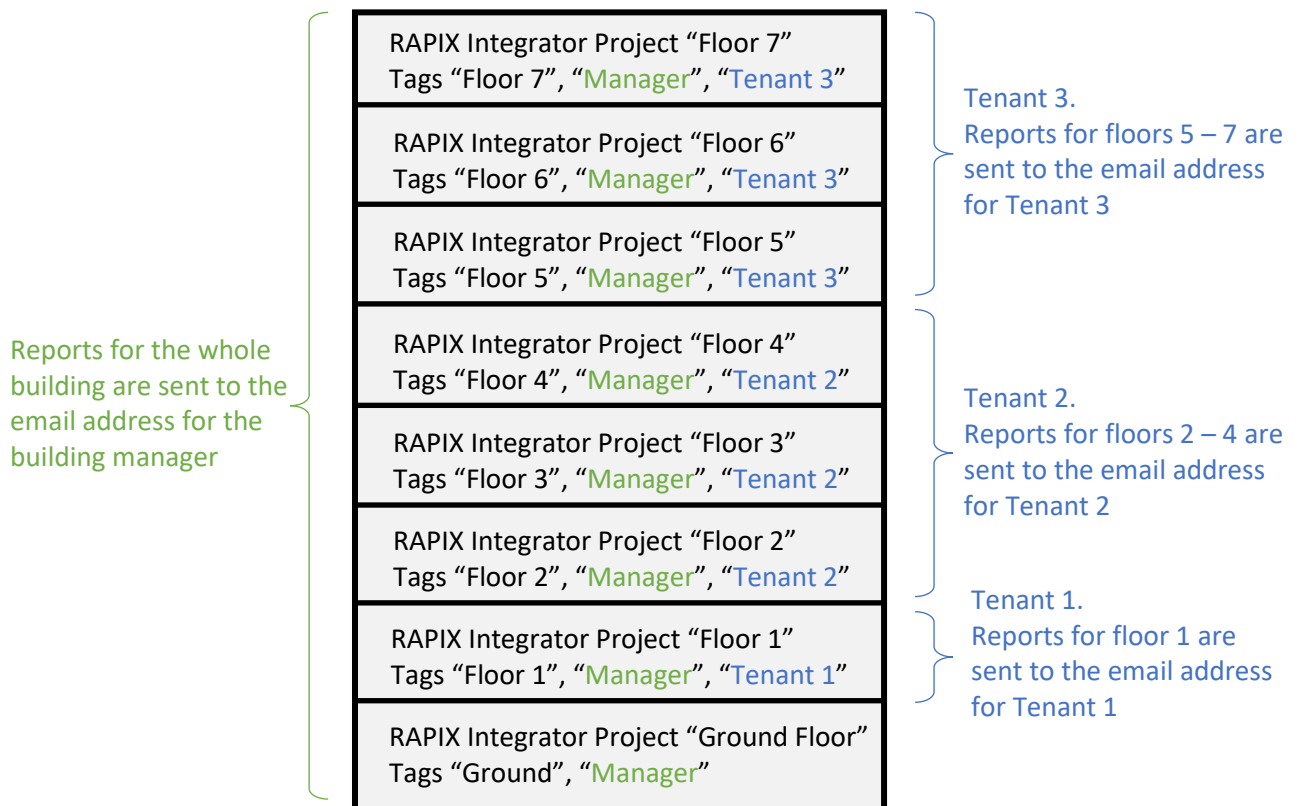 RAPIX Integrator Project “Floor 7”
Tags “Floor 7”, “Manager”, “Tenant 3”
RAPIX Integrator Project “Floor 6”
Tags “Floor 6”, “Manager”, “Tenant 3”
RAPIX Integrator Project “Floor 5”
Tags “Floor 5”, “Manager”, “Tenant 3”
Tenant 3.
Reports for floors 5 – 7 are
sent to the email address
for Tenant 3
Reports for the whole
building are sent to the
email address for the
building manager
RAPIX Integrator Project “Floor 4”
Tags “Floor 4”, “Manager”, “Tenant 2”
RAPIX Integrator Project “Floor 3”
Tags “Floor 3”, “Manager”, “Tenant 2”
RAPIX Integrator Project “Floor 2”
Tags “Floor 2”, “Manager”, “Tenant 2”
Tenant 2.
Reports for floors 2 – 4 are
sent to the email address
for Tenant 2
RAPIX Integrator Project “Floor 1”
Tags “Floor 1”, “Manager”, “Tenant 1”
Tenant 1.
Reports for floor 1 are
sent to the email address
for Tenant 1
RAPIX Integrator Project “Ground Floor”
Tags “Ground”, “Manager”